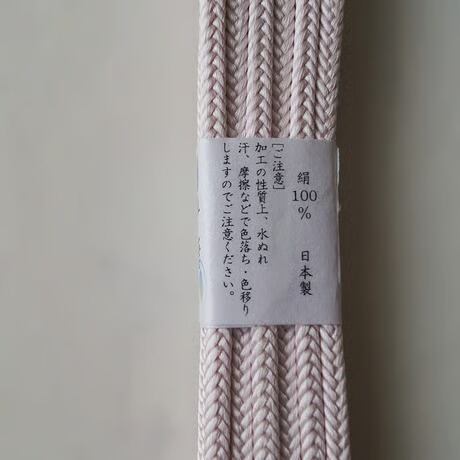 絹100% 日本製
[ご注意]
加工の性質上、水ぬれ
汗、摩擦などで色落ち・色移り
しますのでご注意ください。